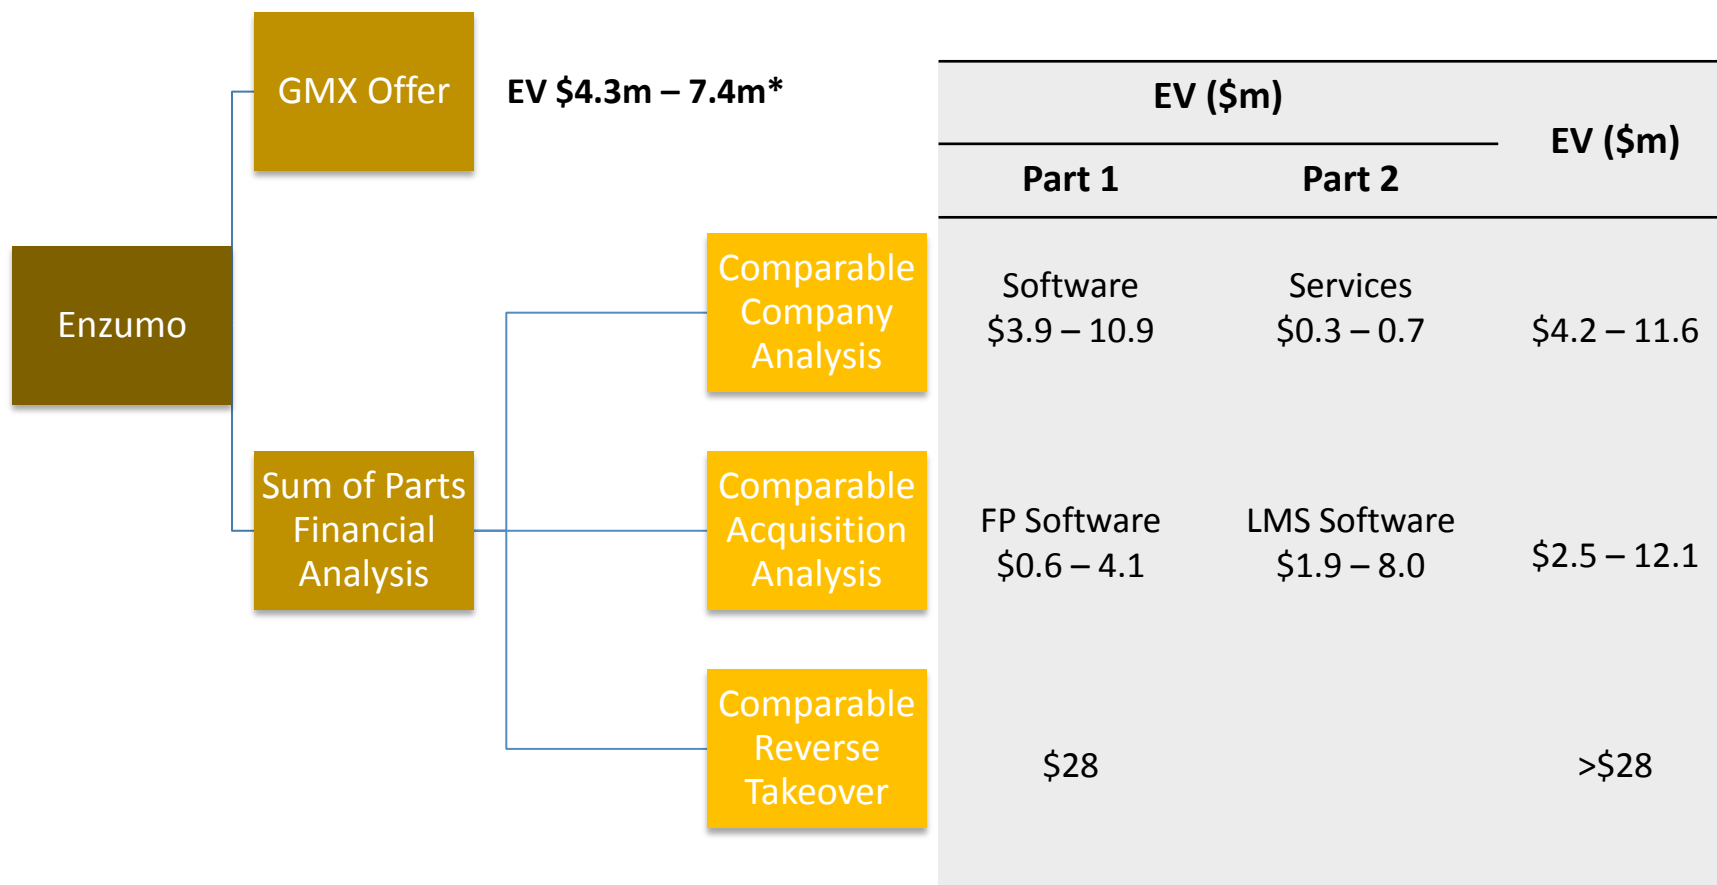 GMX Offer
EV $4.3m – 7.4m*
EV ($m)
EV ($m)
Part 1
Part 2
Enzumo
Comparable
Company
Analysis
Software
$3.9 – 10.9
Services
$0.3 – 0.7
$4.2 – 11.6
Sum of Parts
Financial
Analysis
Comparable
Acquisition
Analysis
FP Software
$0.6 – 4.1
LMS Software
$1.9 – 8.0
$2.5 – 12.1
Comparable
Reverse
Takeover
$28
>$28